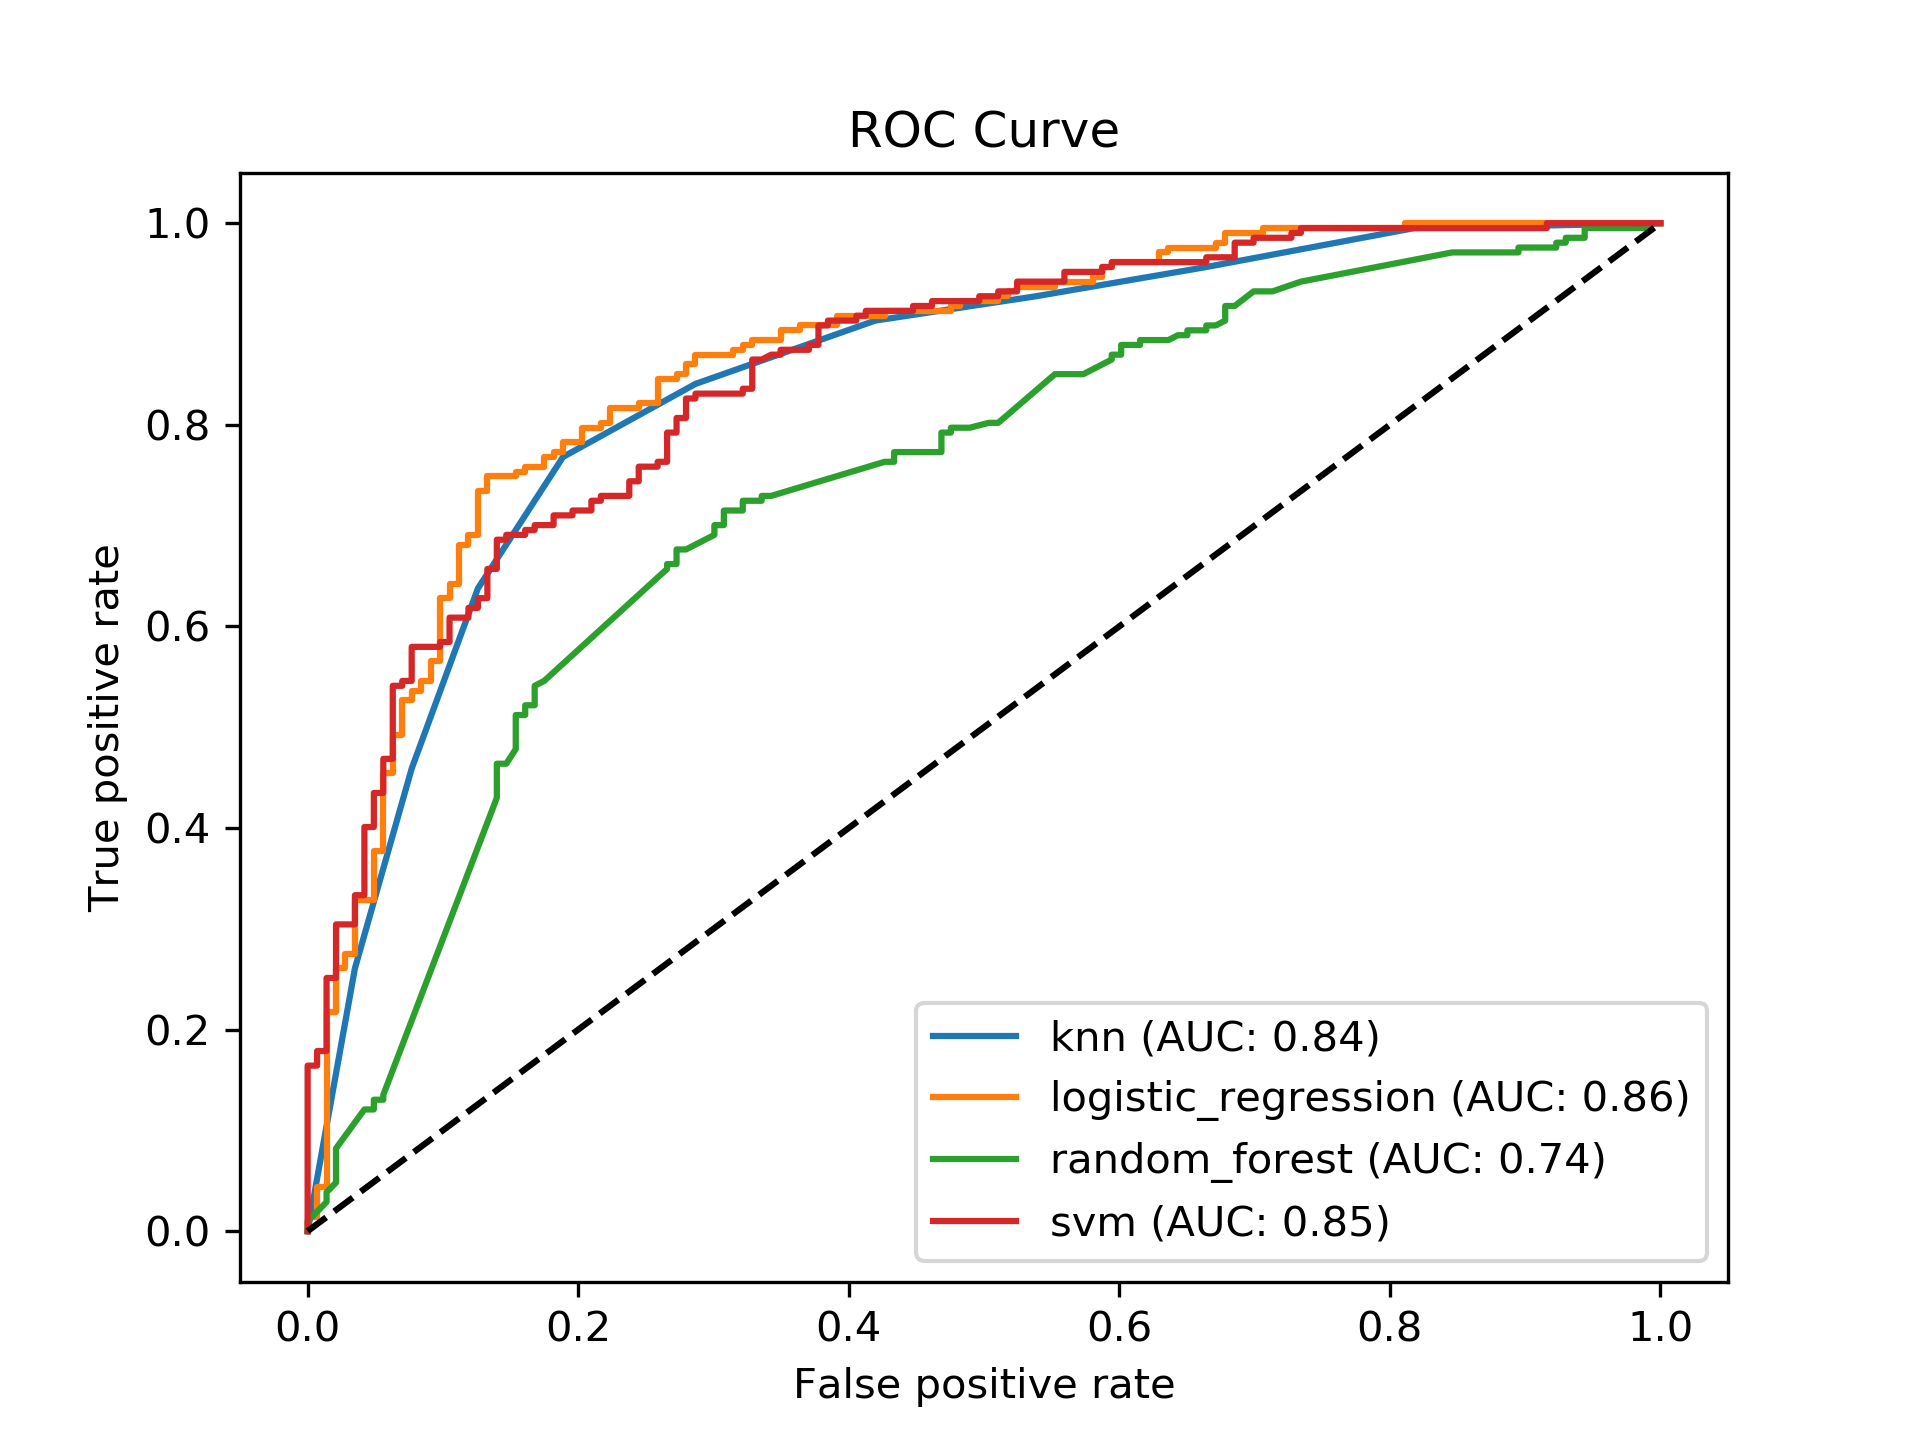 ROC Curve
1.0
0.8
0.6
0.4
0.2
0.0
True positive rate
knn (AUC: 0.84)
logistic_regression (AUC: 0.86)
random_forest (AUC: 0.74)
svm (AUC: 0.85)
0.0 0.2 0.4 0.6 0.8 1.0
False positive rate